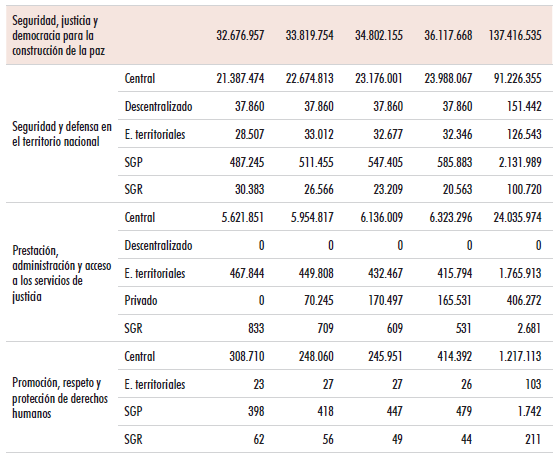 Seguridad, justicia y
democracia para la
construcción de la paz
32.676.957 33.819.754 34.802.155 36.117.668 137.416.535
Seguridad y defensa en
el territorio nacional
Central 21.387.474 22.674.813 23.176.001 23.988.067 91.226.355
Descentralizado 37.860 37.860 37.860 37.860 151.442
E. territoriales 28.507 33.012 32.677 32.346 126.543
SGP 487.245 511.455 547.405 585.883 2.131.989
SGR 30.383 26.566 23.209 20.563 100.720
Prestación,
administración y acceso
a los servicios de
justicia
Central 5.621.851 5.954.817 6.136.009 6.323.296 24.035.974
Descentralizado 0 0 0 0 0
E. territoriales 467.844 449.808 432.467 415.794 1.765.913
Privado 0 70.245 170.497 165.531 406.272
SGR 833 709 609 531 2.681
Promoción, respeto y
protección de derechos
humanos
Central 308.710 248.060 245.951 414.392 1.217.113
E. territoriales 23 27 27 26 103
SGP 398 418 447 479 1.742
SGR 62 56 49 44 211